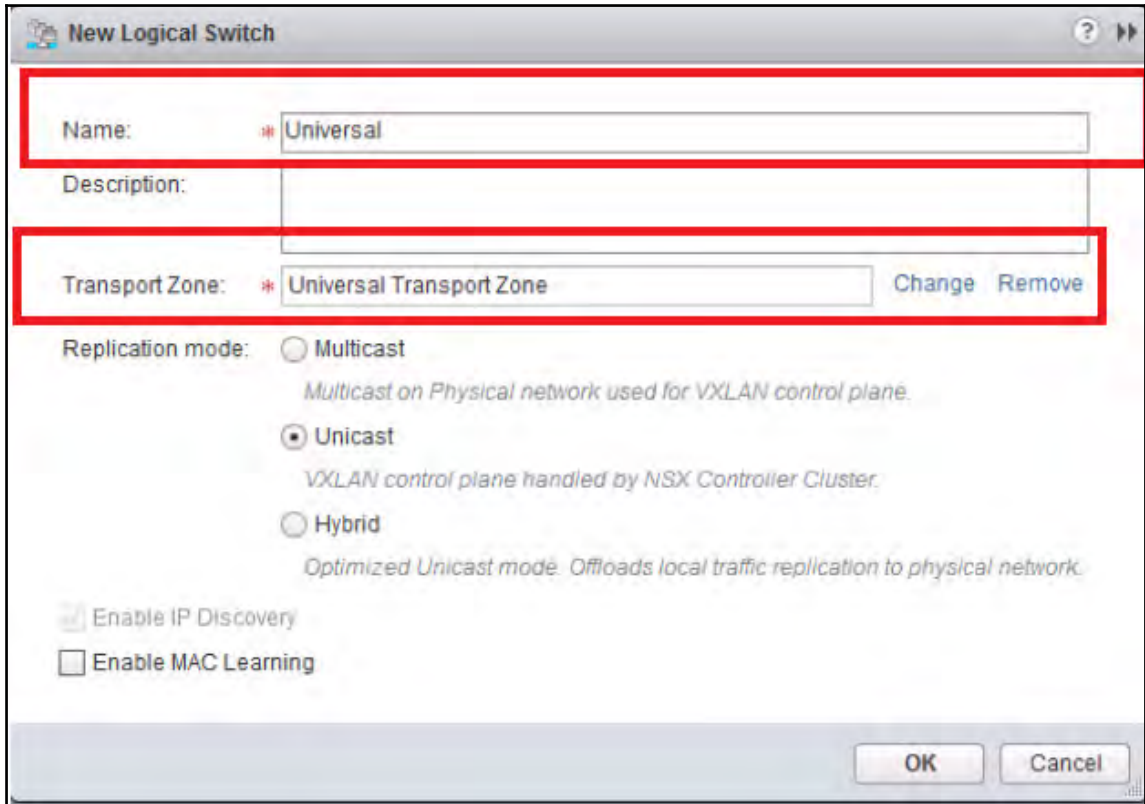 New Logical Switch ?
Name: * Universal
Description:
Transport Zone: * Universal Transport Zone Change Remove
Replication mode: Multicast
Multicast on Physical network used for VXLAN control plane.
Unicast
VXLAN control plane handled by NSX Controller Cluster.
Hybrid
Optimized Unicast mode. Offloads local traffic replication to physical network.
Enable IP Discovery
Enable MAC Learning
OK Cancel